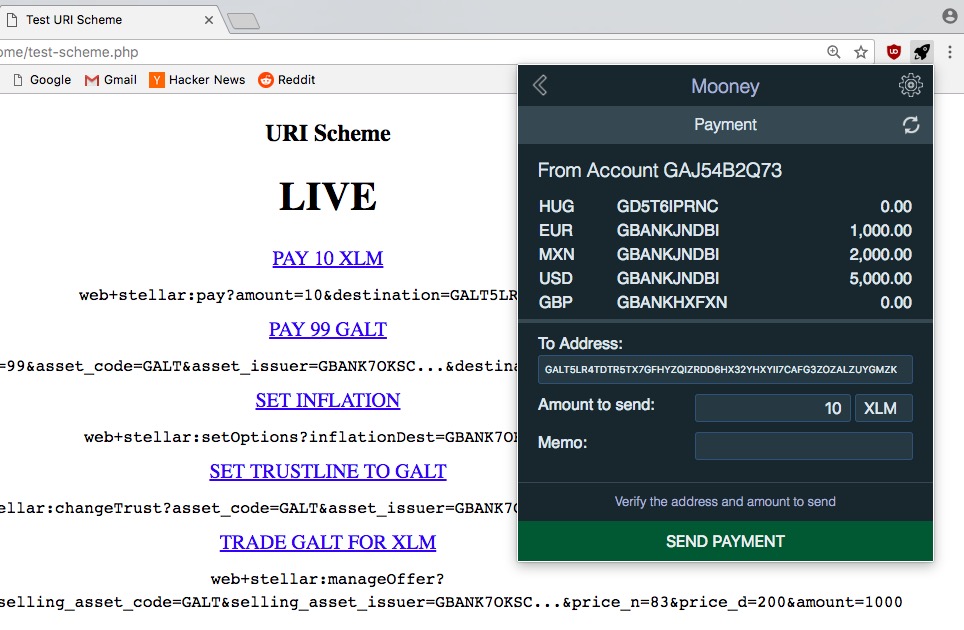 Test URI Scheme
ome/test-scheme.php
Google Gmail Hacker News Reddit
URI Scheme
LIVE
PAY 10 XLM
web+stellar:pay?amount=10&destination=GALT5LR
PAY 99 GALT
=99&asset_code=GALT&asset_issuer=GBANK7OKSC...&destina
SET INFLATION
web+stellar:setOptions?inflationDest=GBANK7O
SET TRUSTLINE TO GALT
ellar:changeTrust?asset_code=GALT&asset_issuer=GBANK7
TRADE GALT FOR XLM
web+stellar:manageOffer?
selling_asset_code=GALT&selling_asset_issuer=GBANK7OKSC...&price_n=83&price_d=200&amount=1000
Mooney
Payment
From Account GAJ54B2Q73
HUG GD5T6IPRNC 0.00
EUR GBANKJNDBI 1,000.00
MXN GBANKJNDBI 2,000.00
USD GBANKJNDBI 5,000.00
GBP GBANKHXFXN 0.00
To Address:
GALT5LR4TDTR5TX7GFHYZQIZRDD6HX32YHXYII7CAFG3ZOZALZUYGMZK
Amount to send: 10 XLM
Memo:
Verify the address and amount to send
SEND PAYMENT